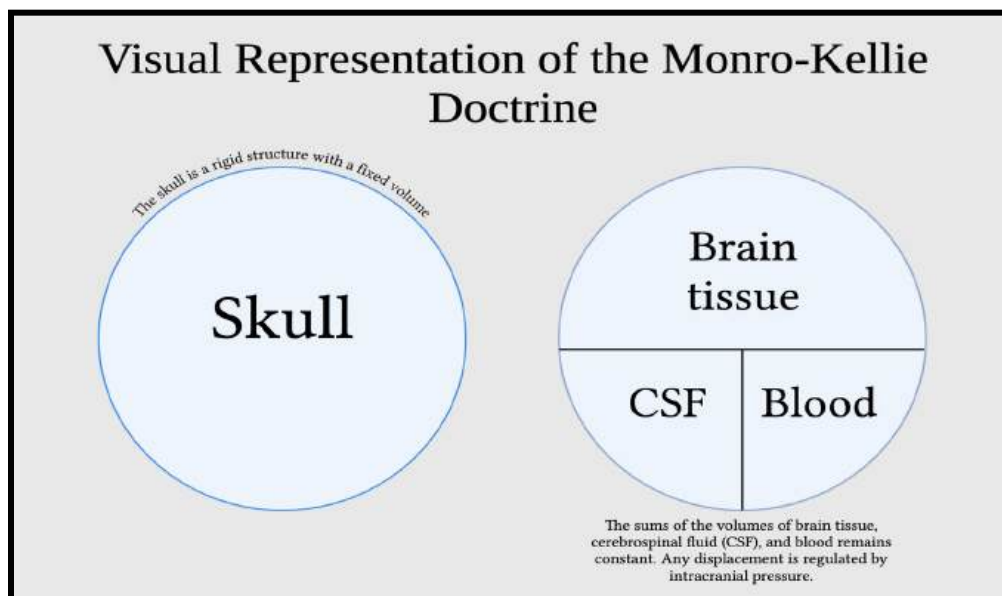 Visual Representation of the Monro-Kellie
Doctrine
The skull is a rigid structure with a fixed volume
Skull
Brain
tissue
CSF
Blood
The sums of the volumes of brain tissue,
cerebrospinal fluid (CSF), and blood remains
constant. Any displacement is regulated by
intracranial pressure.